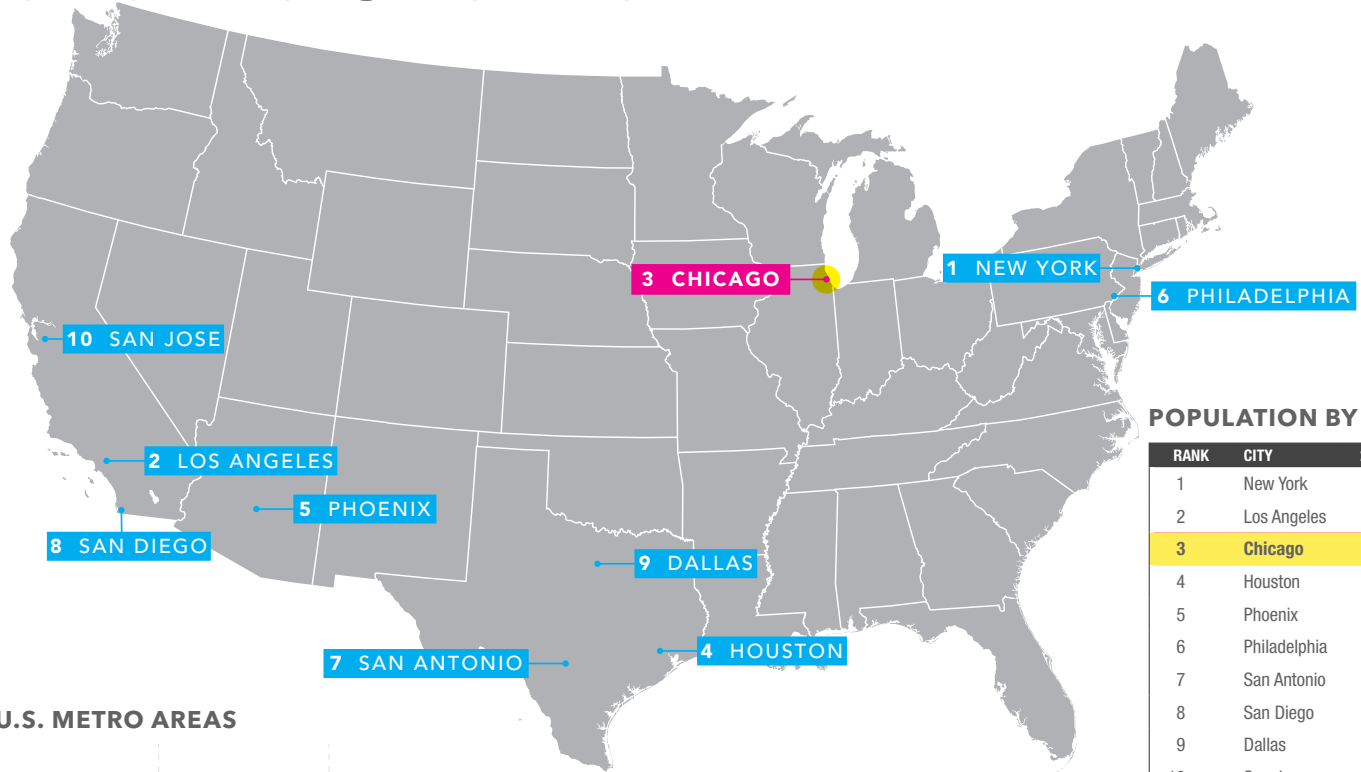 3 CHICAGO
1 NEW YORK
6 PHILADELPHIA
10 SAN JOSE
2 LOS ANGELES
5 PHOENIX
8 SAN DIEGO
9 DALLAS
4 HOUSTON
7 SAN ANTONIO
POPULATION BY
RANK CITY
1 New York
2 Los Angeles
3 Chicago
4 Houston
5 Phoenix
6 Philadelphia
7 San Antonio
8 San Diego
9 Dallas
U.S. METRO AREAS